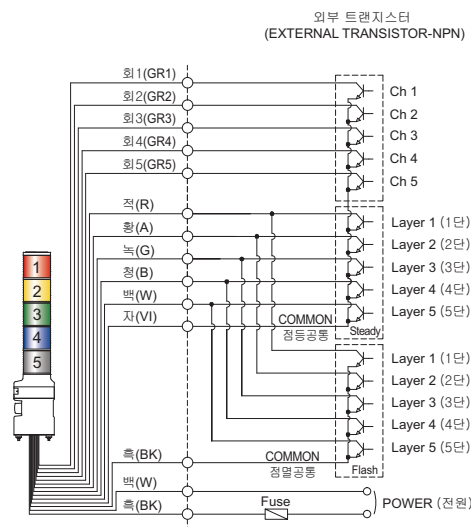 외부 트랜지스터
(EXTERNAL TRANSISTOR-NPN)
회1(GR1)
회2(GR2)
회3(GR3)
회4(GR4)
회5(GR5)
Ch 1
Ch 2
Ch 3
Ch 4
Ch 5
적(R)
황(A)
녹(G)
청(B)
백(W)
자(VI)
Layer 1 (1단)
Layer 2 (2단)
Layer 3 (3단)
Layer 4 (4단)
Layer 5 (5단)
COMMON
점등공통
Steady
1
2
3
4
5
Layer 1 (1단)
Layer 2 (2단)
Layer 3 (3단)
Layer 4 (4단)
Layer 5 (5단)
흑(BK)
COMMON
점멸공통
Flash
백(W)
흑(BK)
Fuse
POWER (전원)